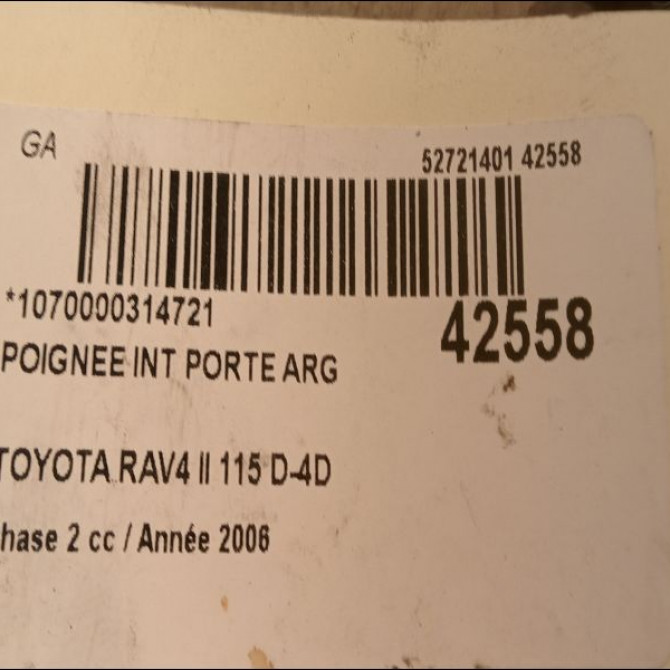 GA
52721401 42558
*1070000314721
42558
POIGNEE INT PORTE ARG
TOYOTA RAV4 II 115 D-4D
hase 2 cc / Année 2006